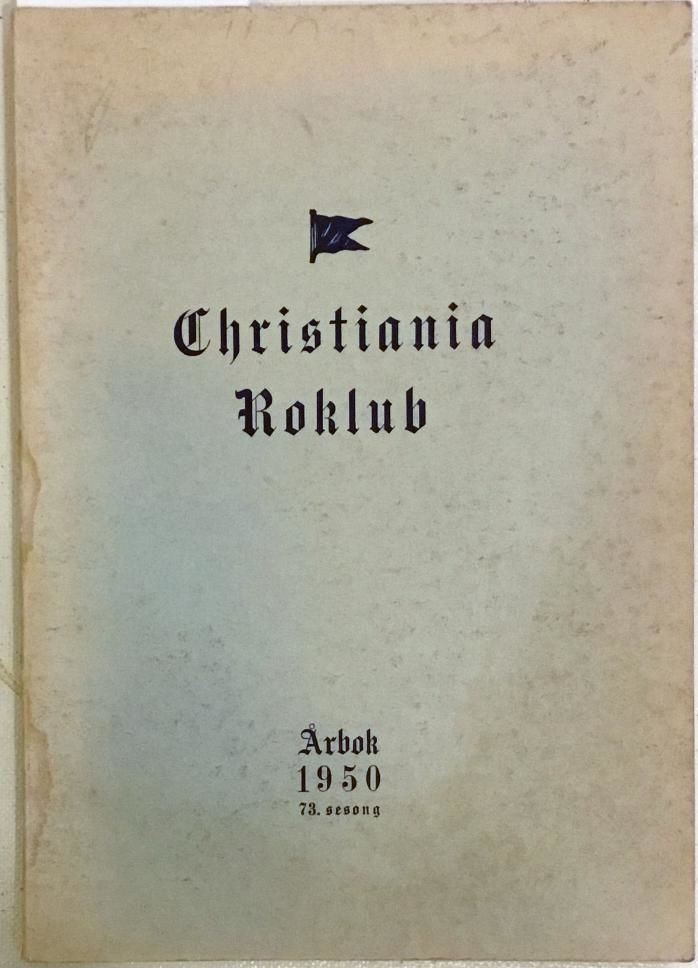 Christiania
Roklub
Årbok
1950
73. sesong